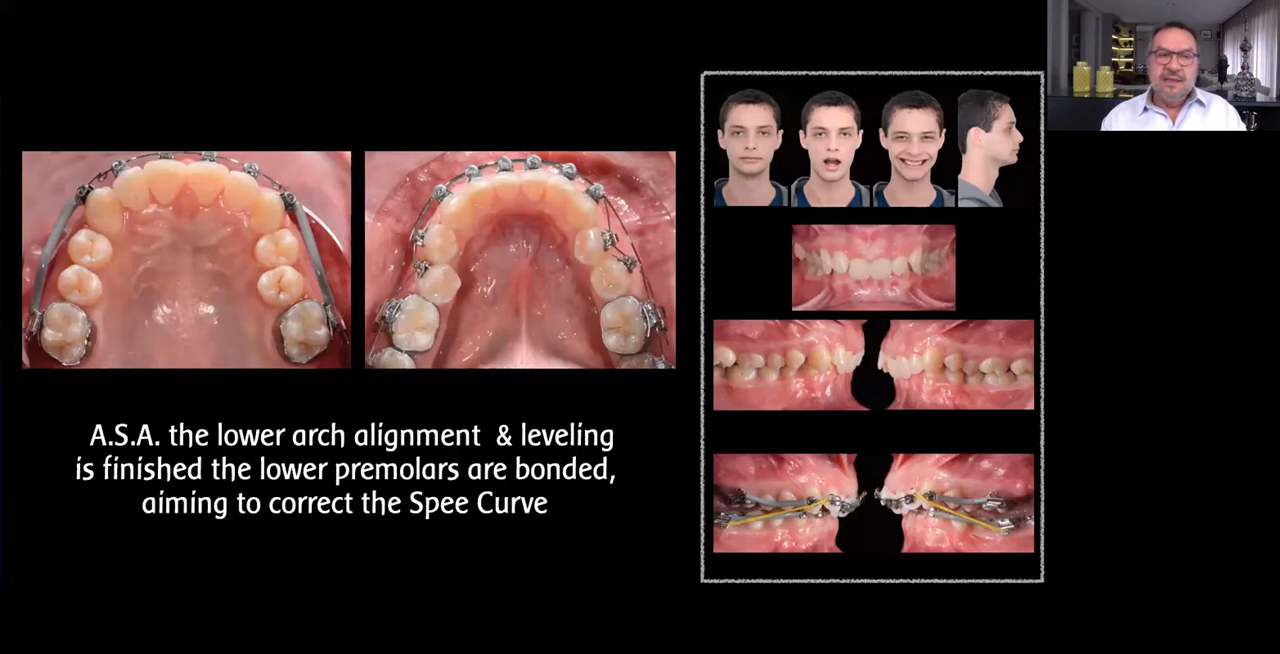 A.S.A. the lower arch alignment & leveling
is finished the lower premolars are bonded,
aiming to correct the Spee Curve